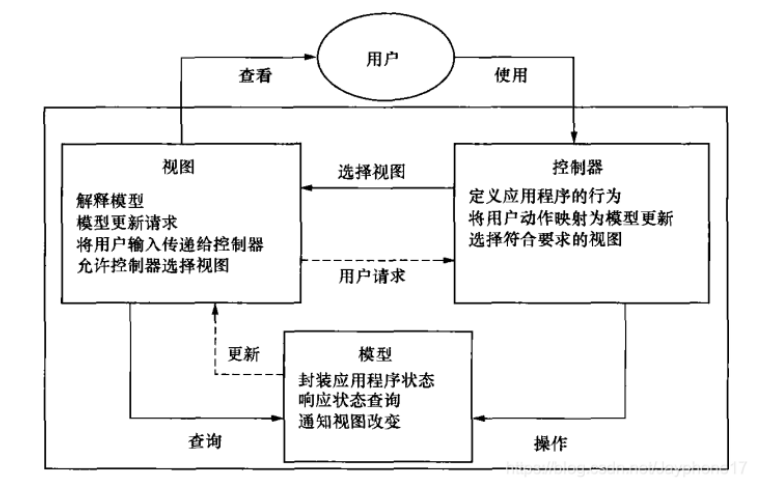 用户
查看
使用
视图
解释模型
模型更新请求
将用户输入传递给控制器
允许控制器选择视图
选择视图
控制器
定义应用程序的行为
将用户动作映射为模型更新
选择符合要求的视图
用户请求
更新
模型
封装应用程序状态
响应状态查询
通知视图改变
查询
操作